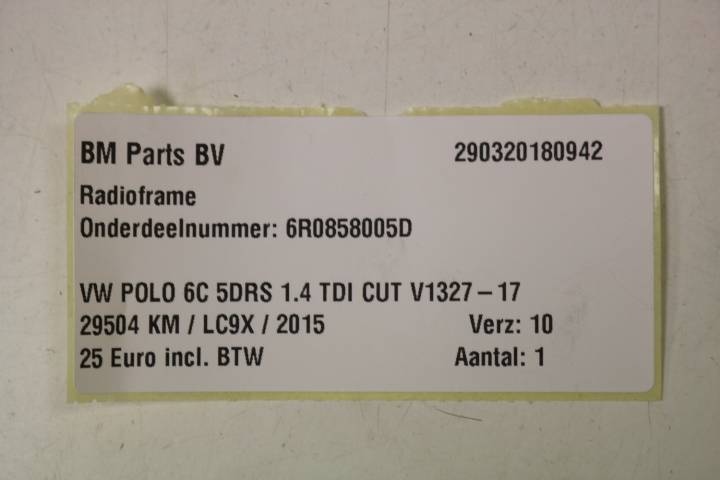 BM Parts BV 290320180942
Radioframe
Onderdeelnummer: 6R0858005D
VW POLO 6C 5DRS 1.4 TDI CUT V1327 – 17
29504 KM / LC9X / 2015 Verz: 10
25 Euro incl. BTW Aantal: 1